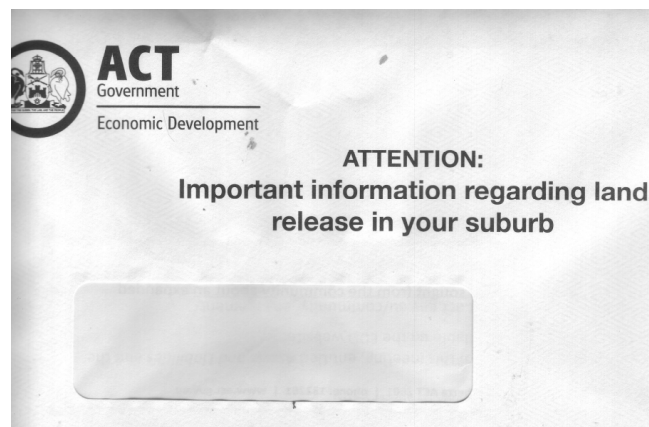 ACT
Government
Economic Development
ATTENTION:
Important information regarding land
release in your suburb